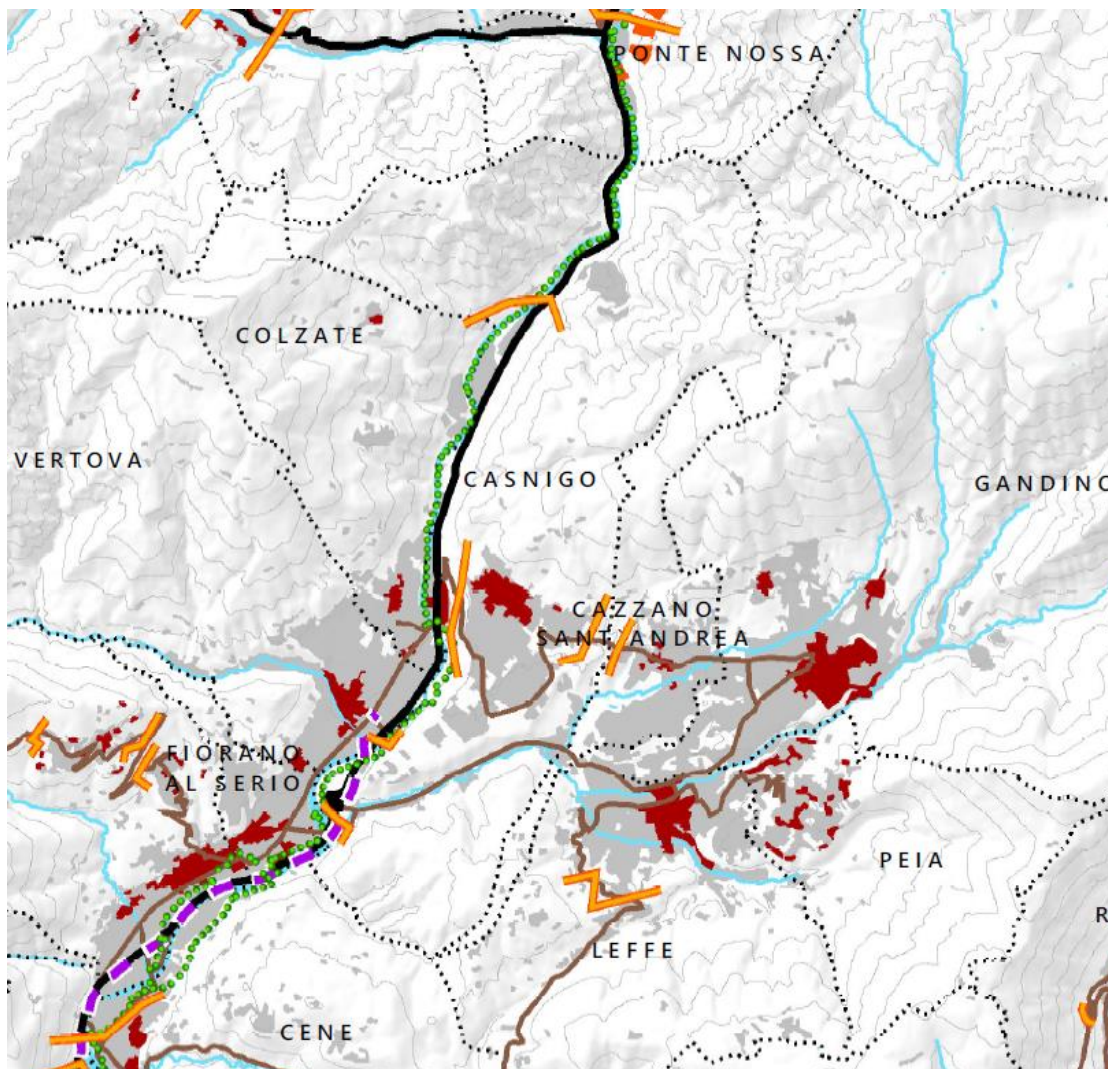 PONTE NOSSA
COLZATE
VERTOVA
CASNIGO
GANDINO
CAZZANO
SANT'ANDREA
FIORANO
AL SERIO
PEIA
R
LEFFE
CENE